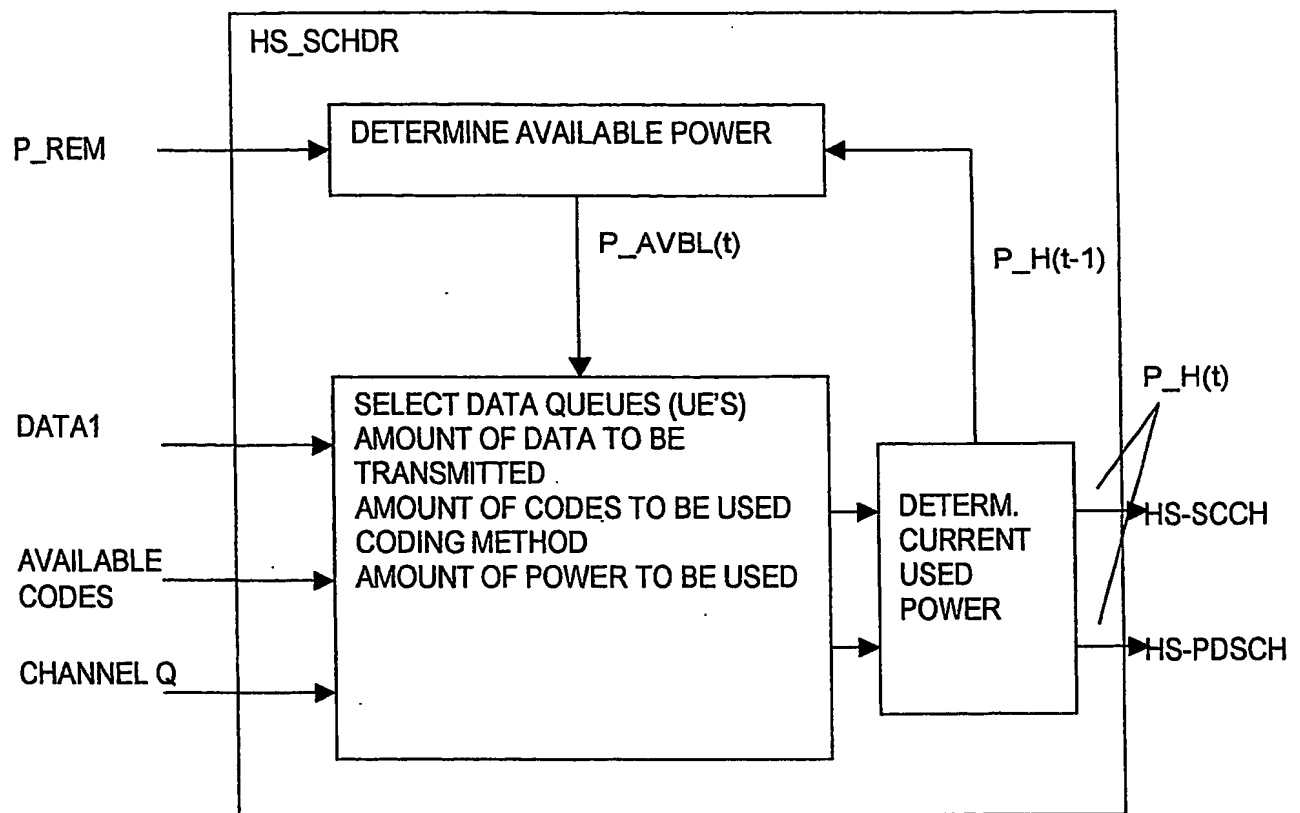 HS_SCHDR
P_REM
DETERMINE AVAILABLE POWER
P_AVBL(t)
P_H(t-1)
P_H(t)
DATA1
AVAILABLE
CODES
CHANNEL Q
SELECT DATA QUEUES (UE'S)
AMOUNT OF DATA TO BE
TRANSMITTED
AMOUNT OF CODES TO BE USED
CODING METHOD
AMOUNT OF POWER TO BE USED
DETERM.
CURRENT
USED
POWER
HS-SCCH
HS-PDSCH